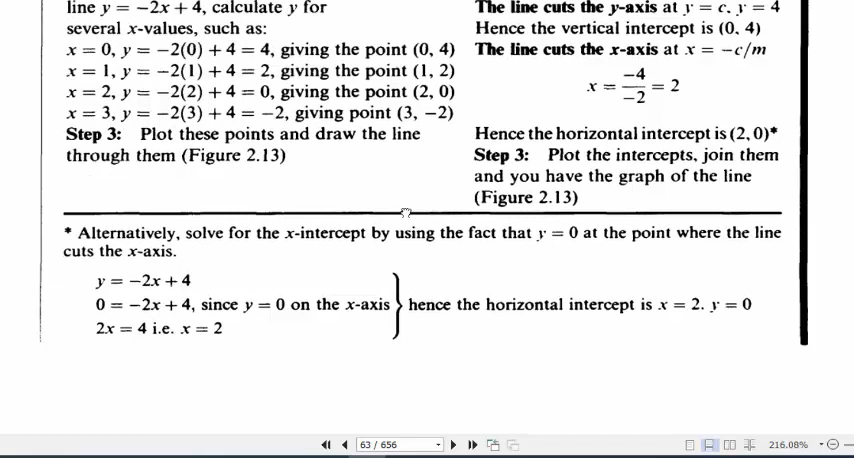 line y = −2x + 4, calculate y for
several x-values, such as:
x = 0, y = −2(0) + 4 = 4, giving the point (0, 4)
x = 1, y = −2(1) + 4 = 2, giving the point (1, 2)
x = 2, y = −2(2) + 4 = 0, giving the point (2, 0)
x = 3, y = −2(3) + 4 = −2, giving point (3, −2)
Step 3: Plot these points and draw the line
through them (Figure 2.13)
The line cuts the y-axis at y = c, y = 4
Hence the vertical intercept is (0, 4)
The line cuts the x-axis at x = −c/m
x = −4/−2 = 2
Hence the horizontal intercept is (2, 0)*
Step 3: Plot the intercepts, join them
and you have the graph of the line
(Figure 2.13)
* Alternatively, solve for the x-intercept by using the fact that y = 0 at the point where the line
cuts the x-axis.
y = −2x + 4
0 = −2x + 4, since y = 0 on the x-axis } hence the horizontal intercept is x = 2. y = 0
2x = 4 i.e. x = 2
63 / 656
216.08%